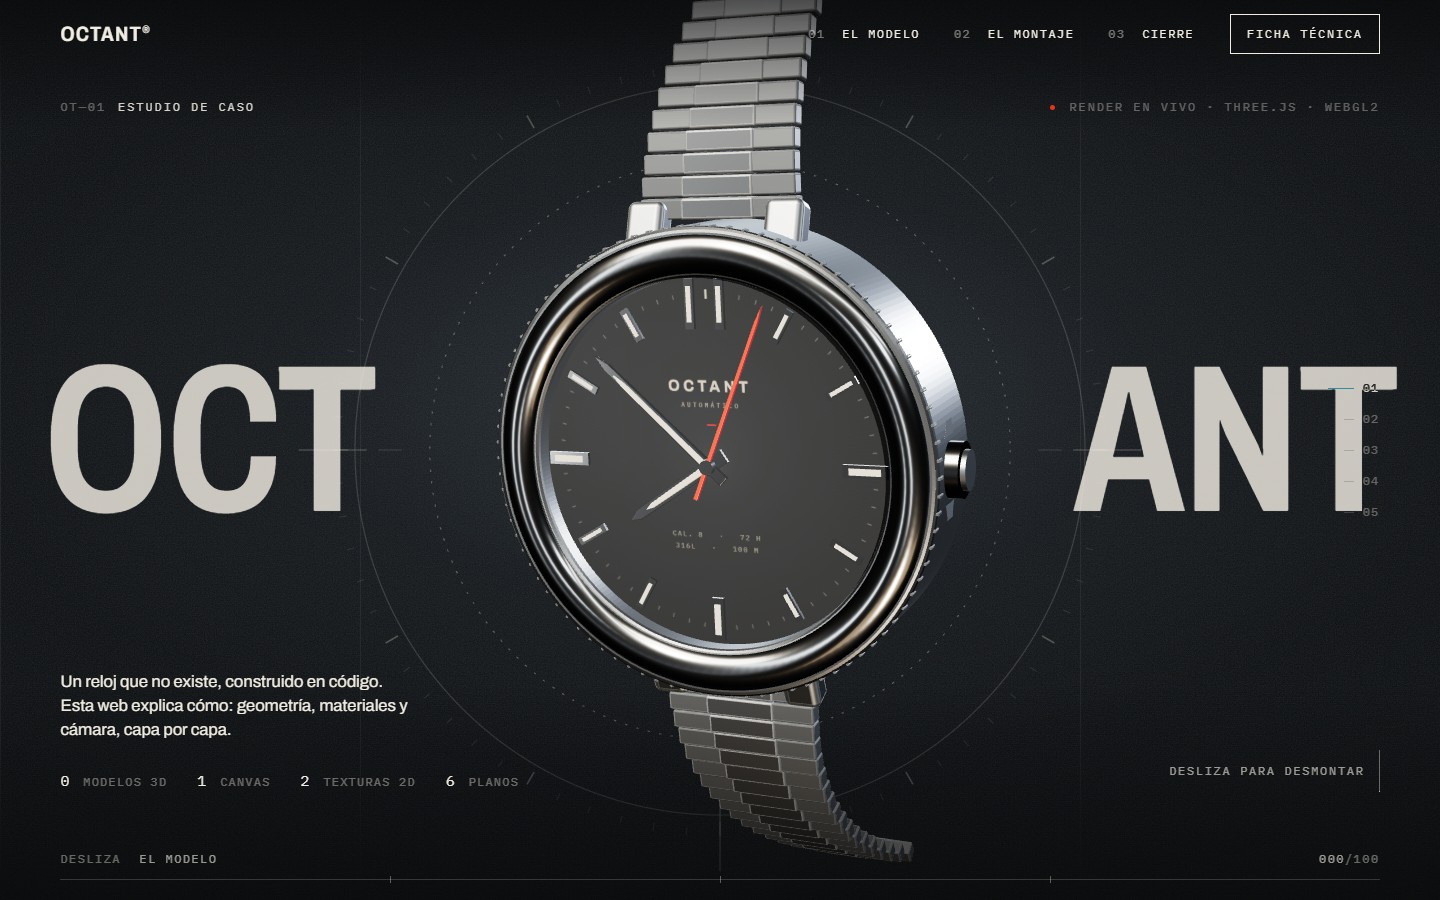 OCTANT®
01 EL MODELO 02 EL MONTAJE 03 CIERRE FICHA TÉCNICA
OT—01 ESTUDIO DE CASO
RENDER EN VIVO · THREE.JS · WEBGL2
OCT ANT
OCTANT
AUTOMÁTICO
CAL. 8 · 72 H
316L · 100 M
01
02
03
04
05
Un reloj que no existe, construido en código.
Esta web explica cómo: geometría, materiales y
cámara, capa por capa.
0 MODELOS 3D 1 CANVAS 2 TEXTURAS 2D 6 PLANOS
DESLIZA PARA DESMONTAR
DESLIZA EL MODELO
000/100